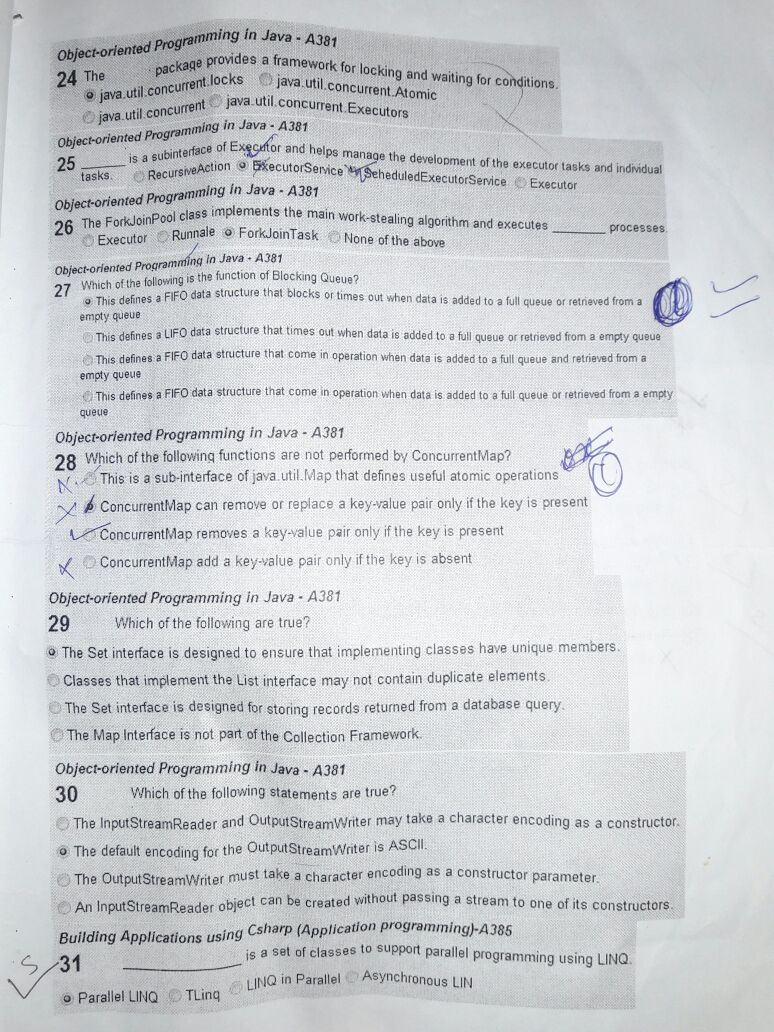 Object-oriented Programming in Java - A381
24 The package provides a framework for locking and waiting for conditions.
java.util.concurrent.locks java.util.concurrent.Atomic
java.util.concurrent java.util.concurrent.Executors
Object-oriented Programming in Java - A381
25 ________ is a subinterface of Executor and helps manage the development of the executor tasks and individual
tasks. RecursiveAction ExecutorService ScheduledExecutorService Executor
Object-oriented Programming in Java - A381
26 The ForkJoinPool class implements the main work-stealing algorithm and executes ________ processes.
Executor Runnale ForkJoinTask None of the above
Object-oriented Programming in Java - A381
27 Which of the following is the function of Blocking Queue?
This defines a FIFO data structure that blocks or times out when data is added to a full queue or retrieved from a
empty queue
This defines a LIFO data structure that times out when data is added to a full queue or retrieved from a empty queue
This defines a FIFO data structure that come in operation when data is added to a full queue and retrieved from a
empty queue
This defines a FIFO data structure that come in operation when data is added to a full queue or retrieved from a empty
queue
Object-oriented Programming in Java - A381
28 Which of the following functions are not performed by ConcurrentMap?
This is a sub-interface of java.util.Map that defines useful atomic operations
ConcurrentMap can remove or replace a key-value pair only if the key is present
ConcurrentMap removes a key-value pair only if the key is present
ConcurrentMap add a key-value pair only if the key is absent
Object-oriented Programming in Java - A381
29 Which of the following are true?
The Set interface is designed to ensure that implementing classes have unique members.
Classes that implement the List interface may not contain duplicate elements.
The Set interface is designed for storing records returned from a database query.
The Map Interface is not part of the Collection Framework.
Object-oriented Programming in Java - A381
30 Which of the following statements are true?
The InputStreamReader and OutputStreamWriter may take a character encoding as a constructor.
The default encoding for the OutputStreamWriter is ASCII.
The OutputStreamWriter must take a character encoding as a constructor parameter.
An InputStreamReader object can be created without passing a stream to one of its constructors.
Building Applications using Csharp (Application programming)-A385
31 ________________ is a set of classes to support parallel programming using LINQ.
Parallel LINQ TLinq LINQ in Parallel Asynchronous LIN